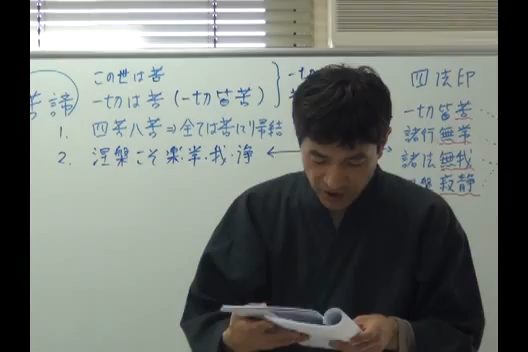 苦諦
この世は苦
一切は苦(一切皆苦)
一切
1. 四苦八苦⇒全ては苦に帰結
2. 涅槃こそ楽・常・我・浄
四法印
一切皆苦
諸行無常
諸法無我
寂静